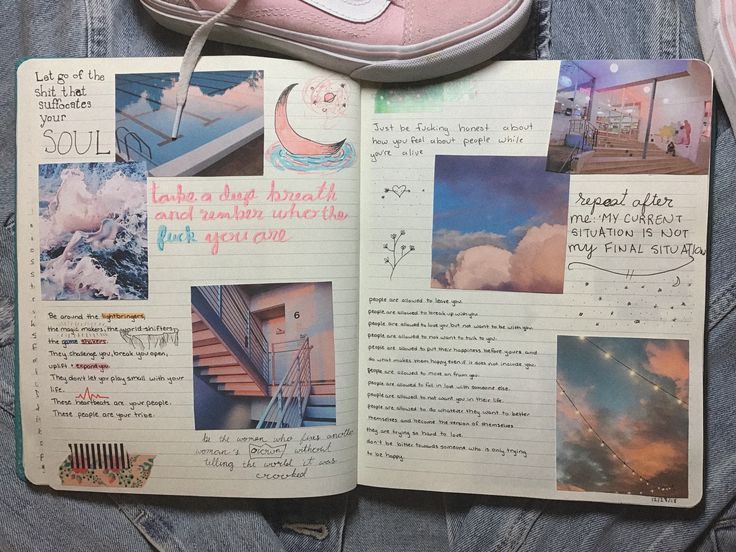 Let go of the
shit that
suffocates
your
SOUL
take a deep breath
and remember who the
fuck you are
Be around the lightbringers,
the magic makers, the world-shifters
the game shakers.
They challenge you, break you open,
uplift + expand you.
They don't let you play small with your
life.
These heartbeats are your people.
These people are your tribe.
6
be the woman who fixes another
woman's crown without
telling the world it was
crooked
Just be fucking honest about
how you feel about people while
you're alive
repeat after
me: MY CURRENT
SITUATION IS NOT
my FINAL SITUATION
people are allowed to leave you.
people are allowed to break up with you.
people are allowed to love you, but not want to be with you.
people are allowed to not want to talk to you.
people are allowed to put their happiness before yours and
do what makes them happy even if it does not include you.
people are allowed to move on from you.
people are allowed to fall in love with someone else.
people are allowed to not want you in their life.
people are allowed to do whatever they want to better
themselves and become the version of themselves
they are trying so hard to love.
don't be bitter towards someone who is only trying
to be happy.